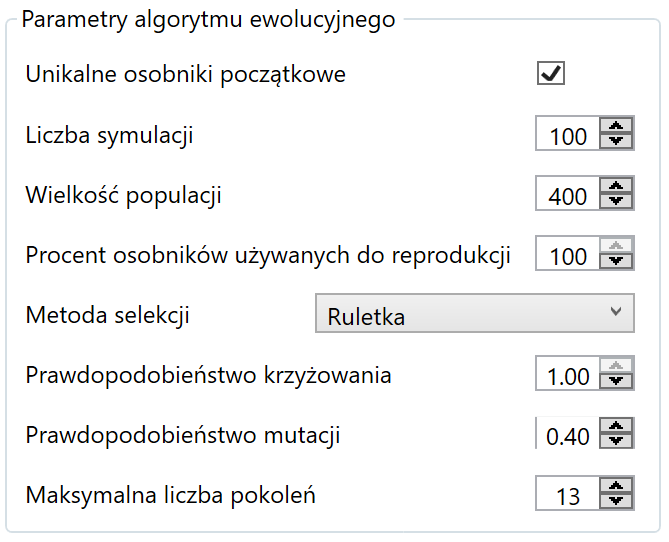 Parametry algorytmu ewolucyjnego
Unikalne osobniki początkowe
Liczba symulacji 100
Wielkość populacji 400
Procent osobników używanych do reprodukcji 100
Metoda selekcji Ruletka
Prawdopodobieństwo krzyżowania 1.00
Prawdopodobieństwo mutacji 0.40
Maksymalna liczba pokoleń 13